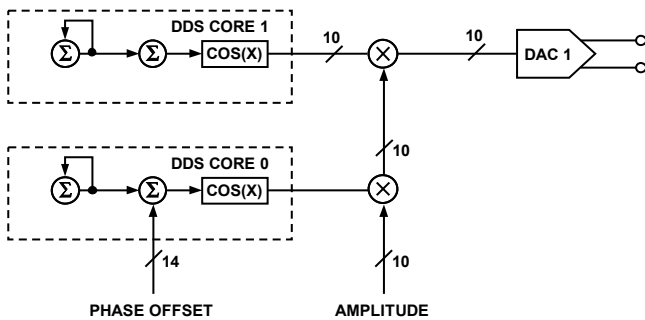 DDS CORE 1
Σ
Σ
COS(X)
10
×
10
DAC 1
10
DDS CORE 0
Σ
Σ
COS(X)
×
14
10
PHASE OFFSET
AMPLITUDE